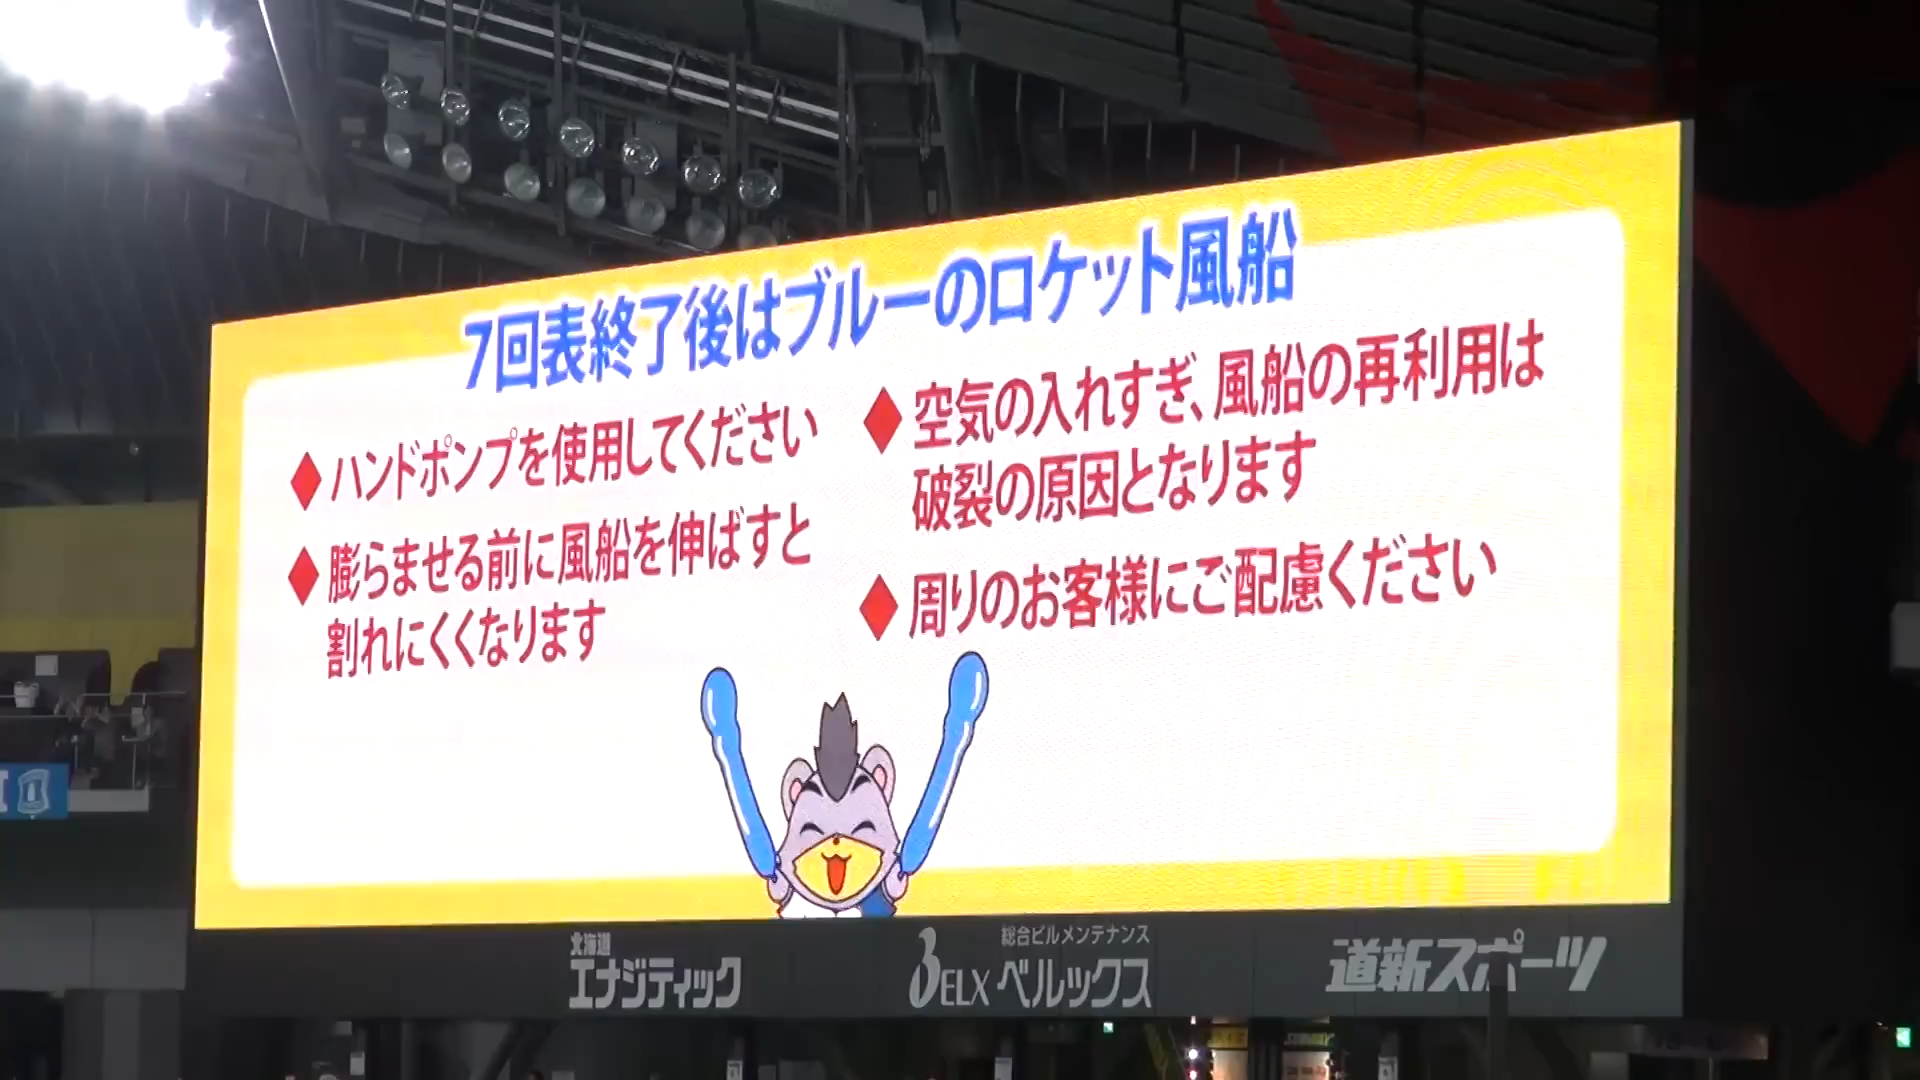 7回表終了後はブルーのロケット風船
◆ハンドポンプを使用してください
◆膨らませる前に風船を伸ばすと
割れにくくなります
◆空気の入れすぎ、風船の再利用は
破裂の原因となります
◆周りのお客様にご配慮ください
北海道
エナジティック
総合ビルメンテナンス
BELX ベルックス
道新スポーツ